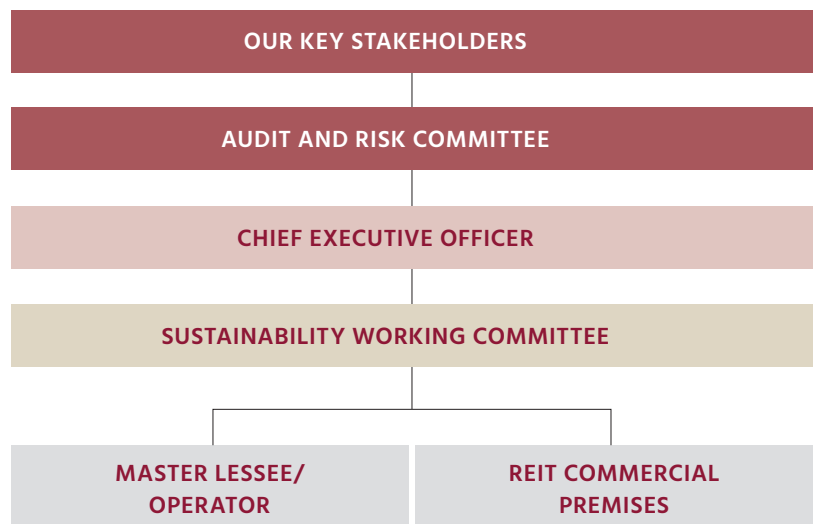 OUR KEY STAKEHOLDERS
AUDIT AND RISK COMMITTEE
CHIEF EXECUTIVE OFFICER
SUSTAINABILITY WORKING COMMITTEE
MASTER LESSEE/
OPERATOR
REIT COMMERCIAL
PREMISES